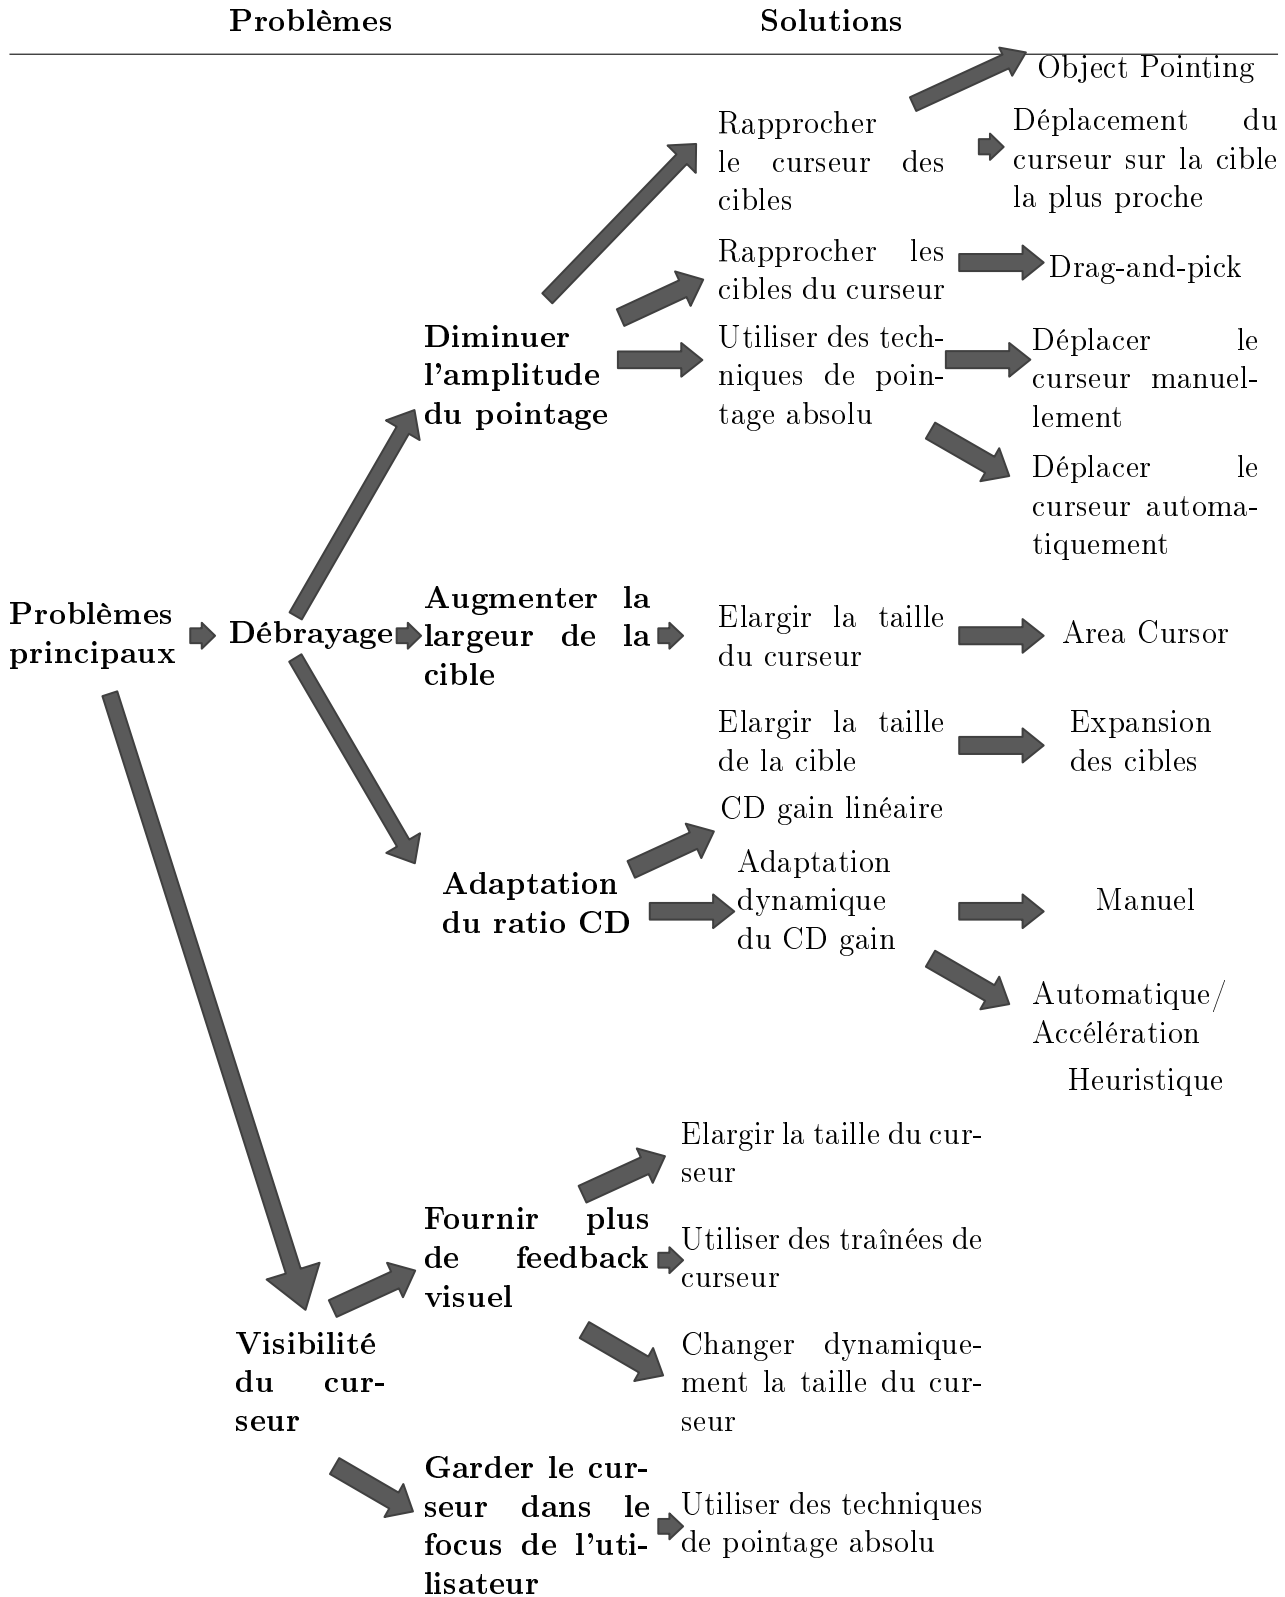 Problèmes
Solutions
Object Pointing
Rapprocher
le curseur des
cibles
Déplacement du
curseur sur la cible
la plus proche
Rapprocher les
cibles du curseur
Drag-and-pick
Diminuer
l'amplitude
du pointage
Utiliser des tech-
niques de poin-
tage absolu
Déplacer le
curseur manuel-
lement
Déplacer le
curseur automa-
tiquement
Problèmes
principaux
Débrayage
Augmenter la
largeur de la
cible
Elargir la taille
du curseur
Area Cursor
Elargir la taille
de la cible
Expansion
des cibles
CD gain linéaire
Adaptation
du ratio CD
Adaptation
dynamique
du CD gain
Manuel
Automatique/
Accélération
Heuristique
Elargir la taille du cur-
seur
Fournir plus
de feedback
visuel
Utiliser des traînées de
curseur
Visibilité
du cur-
seur
Changer dynamique-
ment la taille du cur-
seur
Garder le cur-
seur dans le
focus de l'uti-
lisateur
Utiliser des techniques
de pointage absolu